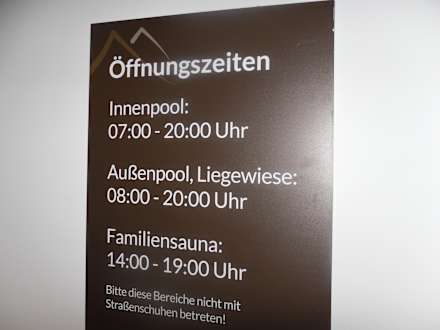 Öffnungszeiten
Innenpool:
07:00 - 20:00 Uhr
Außenpool, Liegewiese:
08:00 - 20:00 Uhr
Familiensauna:
14:00 - 19:00 Uhr
Bitte diese Bereiche nicht mit
Straßenschuhen betreten!